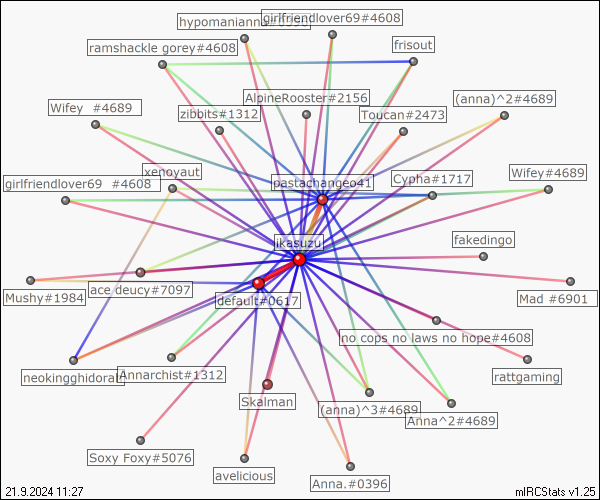 hypomanianna#0396
girlfriendlover69#4608
ramshackle gorey#4608
frisout
AlpineRooster#2156
(anna)^2#4689
Wifey  #4689
zibbits#1312
Toucan#2473
xenoyaut
pastachangeo41
Cypha#1717
Wifey#4689
girlfriendlover69  #4608
ikasuzu
fakedingo
Mushy#1984
ace deucy#7097
default#0617
Mad #6901
no cops no laws no hope#4608
neokingghidorah
Annarchist#1312
rattgaming
Skalman
(anna)^3#4689
Anna^2#4689
Soxy Foxy#5076
avelicious
Anna.#0396
21.9.2024 11:27
mIRCStats v1.25